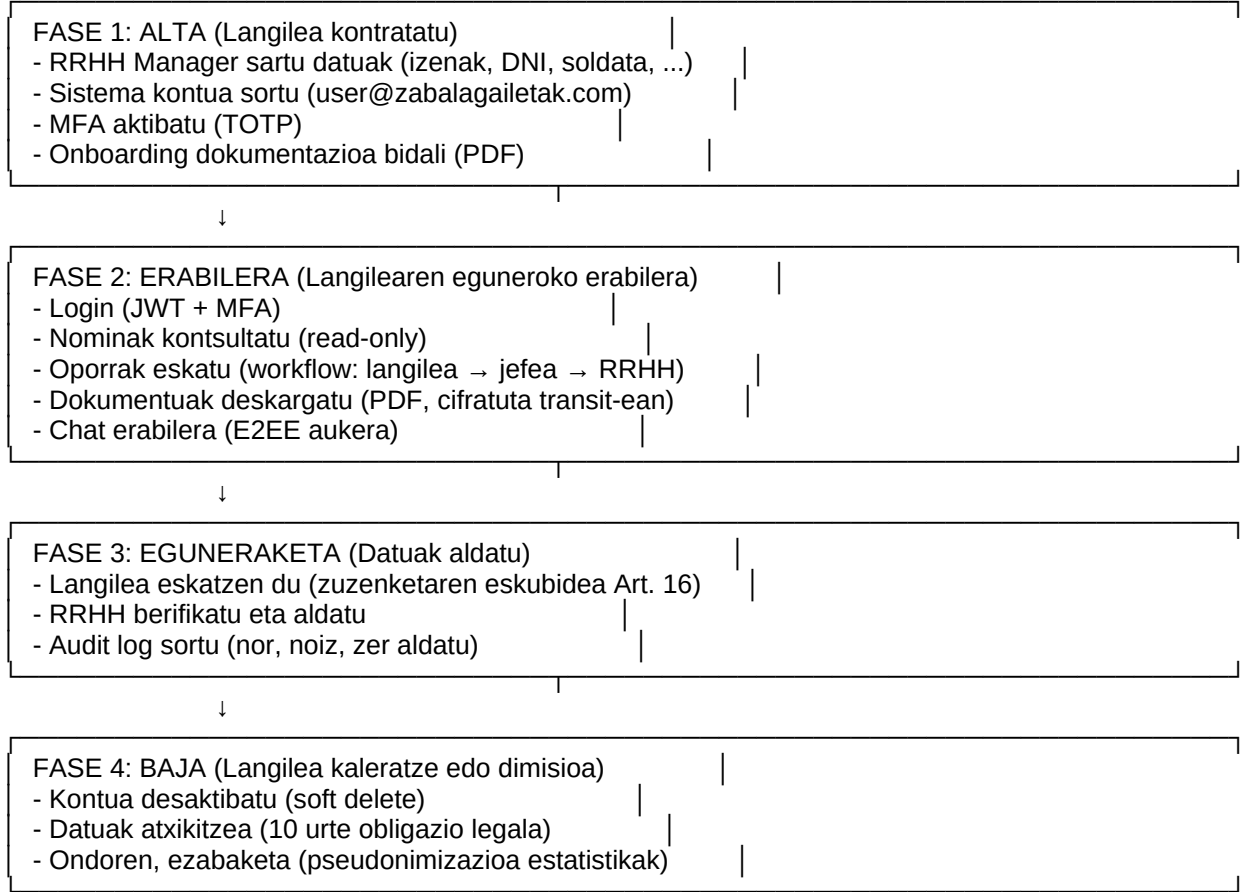 FASE 1: ALTA (Langilea kontratatu)
- RRHH Manager sartu datuak (izenak, DNI, soldata, ...)
- Sistema kontua sortu (user@zabalagailetak.com)
- MFA aktibatu (TOTP)
- Onboarding dokumentazioa bidali (PDF)
↓
FASE 2: ERABILERA (Langilearen eguneroko erabilera)
- Login (JWT + MFA)
- Nominak kontsultatu (read-only)
- Oporrak eskatu (workflow: langilea → jefea → RRHH)
- Dokumentuak deskargatu (PDF, cifratuta transit-ean)
- Chat erabilera (E2EE aukera)
↓
FASE 3: EGUNERAKETA (Datuak aldatu)
- Langilea eskatzen du (zuzenketaren eskubidea Art. 16)
- RRHH berifikatu eta aldatu
- Audit log sortu (nor, noiz, zer aldatu)
↓
FASE 4: BAJA (Langilea kaleratze edo dimisioa)
- Kontua desaktibatu (soft delete)
- Datuak atxikitzea (10 urte obligazio legala)
- Ondoren, ezabaketa (pseudonimizazioa estatistikak)